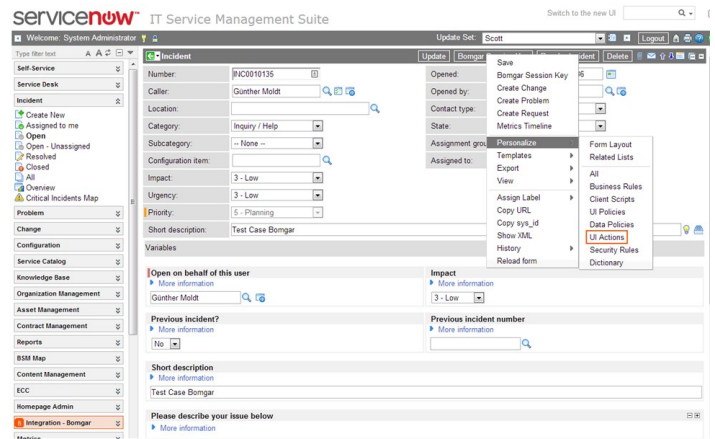 servicenow™ IT Service Management Suite
Switch to the new UI
Welcome: System Administrator
Update Set:
Scott
Logout
Type filter text
A A
Incident
Update
Bomgar
Delete
Self-Service
Service Desk
Incident
Create New
Assigned to me
Open
Open - Unassigned
Resolved
Closed
All
Overview
Critical Incidents Map
Problem
Change
Configuration
Service Catalog
Knowledge Base
Organization Management
Asset Management
Contract Management
Reports
BSM Map
Content Management
ECC
Homepage Admin
Integration - Bomgar
Metrics
Number:
INC0010135
Caller:
Günther Moldt
Location:
Category:
Inquiry / Help
Subcategory:
-- None --
Configuration item:
Impact:
3 - Low
Urgency:
3 - Low
Priority:
5 - Planning
Short description:
Test Case Bomgar
Opened:
Opened by:
Contact type:
State:
Assignment
Assigned to:
Save
Bomgar Session Key
Create Change
Create Problem
Create Request
Metrics Timeline
Personalize
Templates
Export
View
Assign Label
Copy URL
Copy sys_id
Show XML
History
Reload form
Form Layout
Related Lists
All
Business Rules
Client Scripts
UI Policies
Data Policies
UI Actions
Security Rules
Dictionary
Variables
Open on behalf of this user
More information
Günther Moldt
Impact
More information
3 - Low
Previous incident?
More information
No
Previous incident number
More information
Short description
More information
Test Case Bomgar
Please describe your issue below
More information